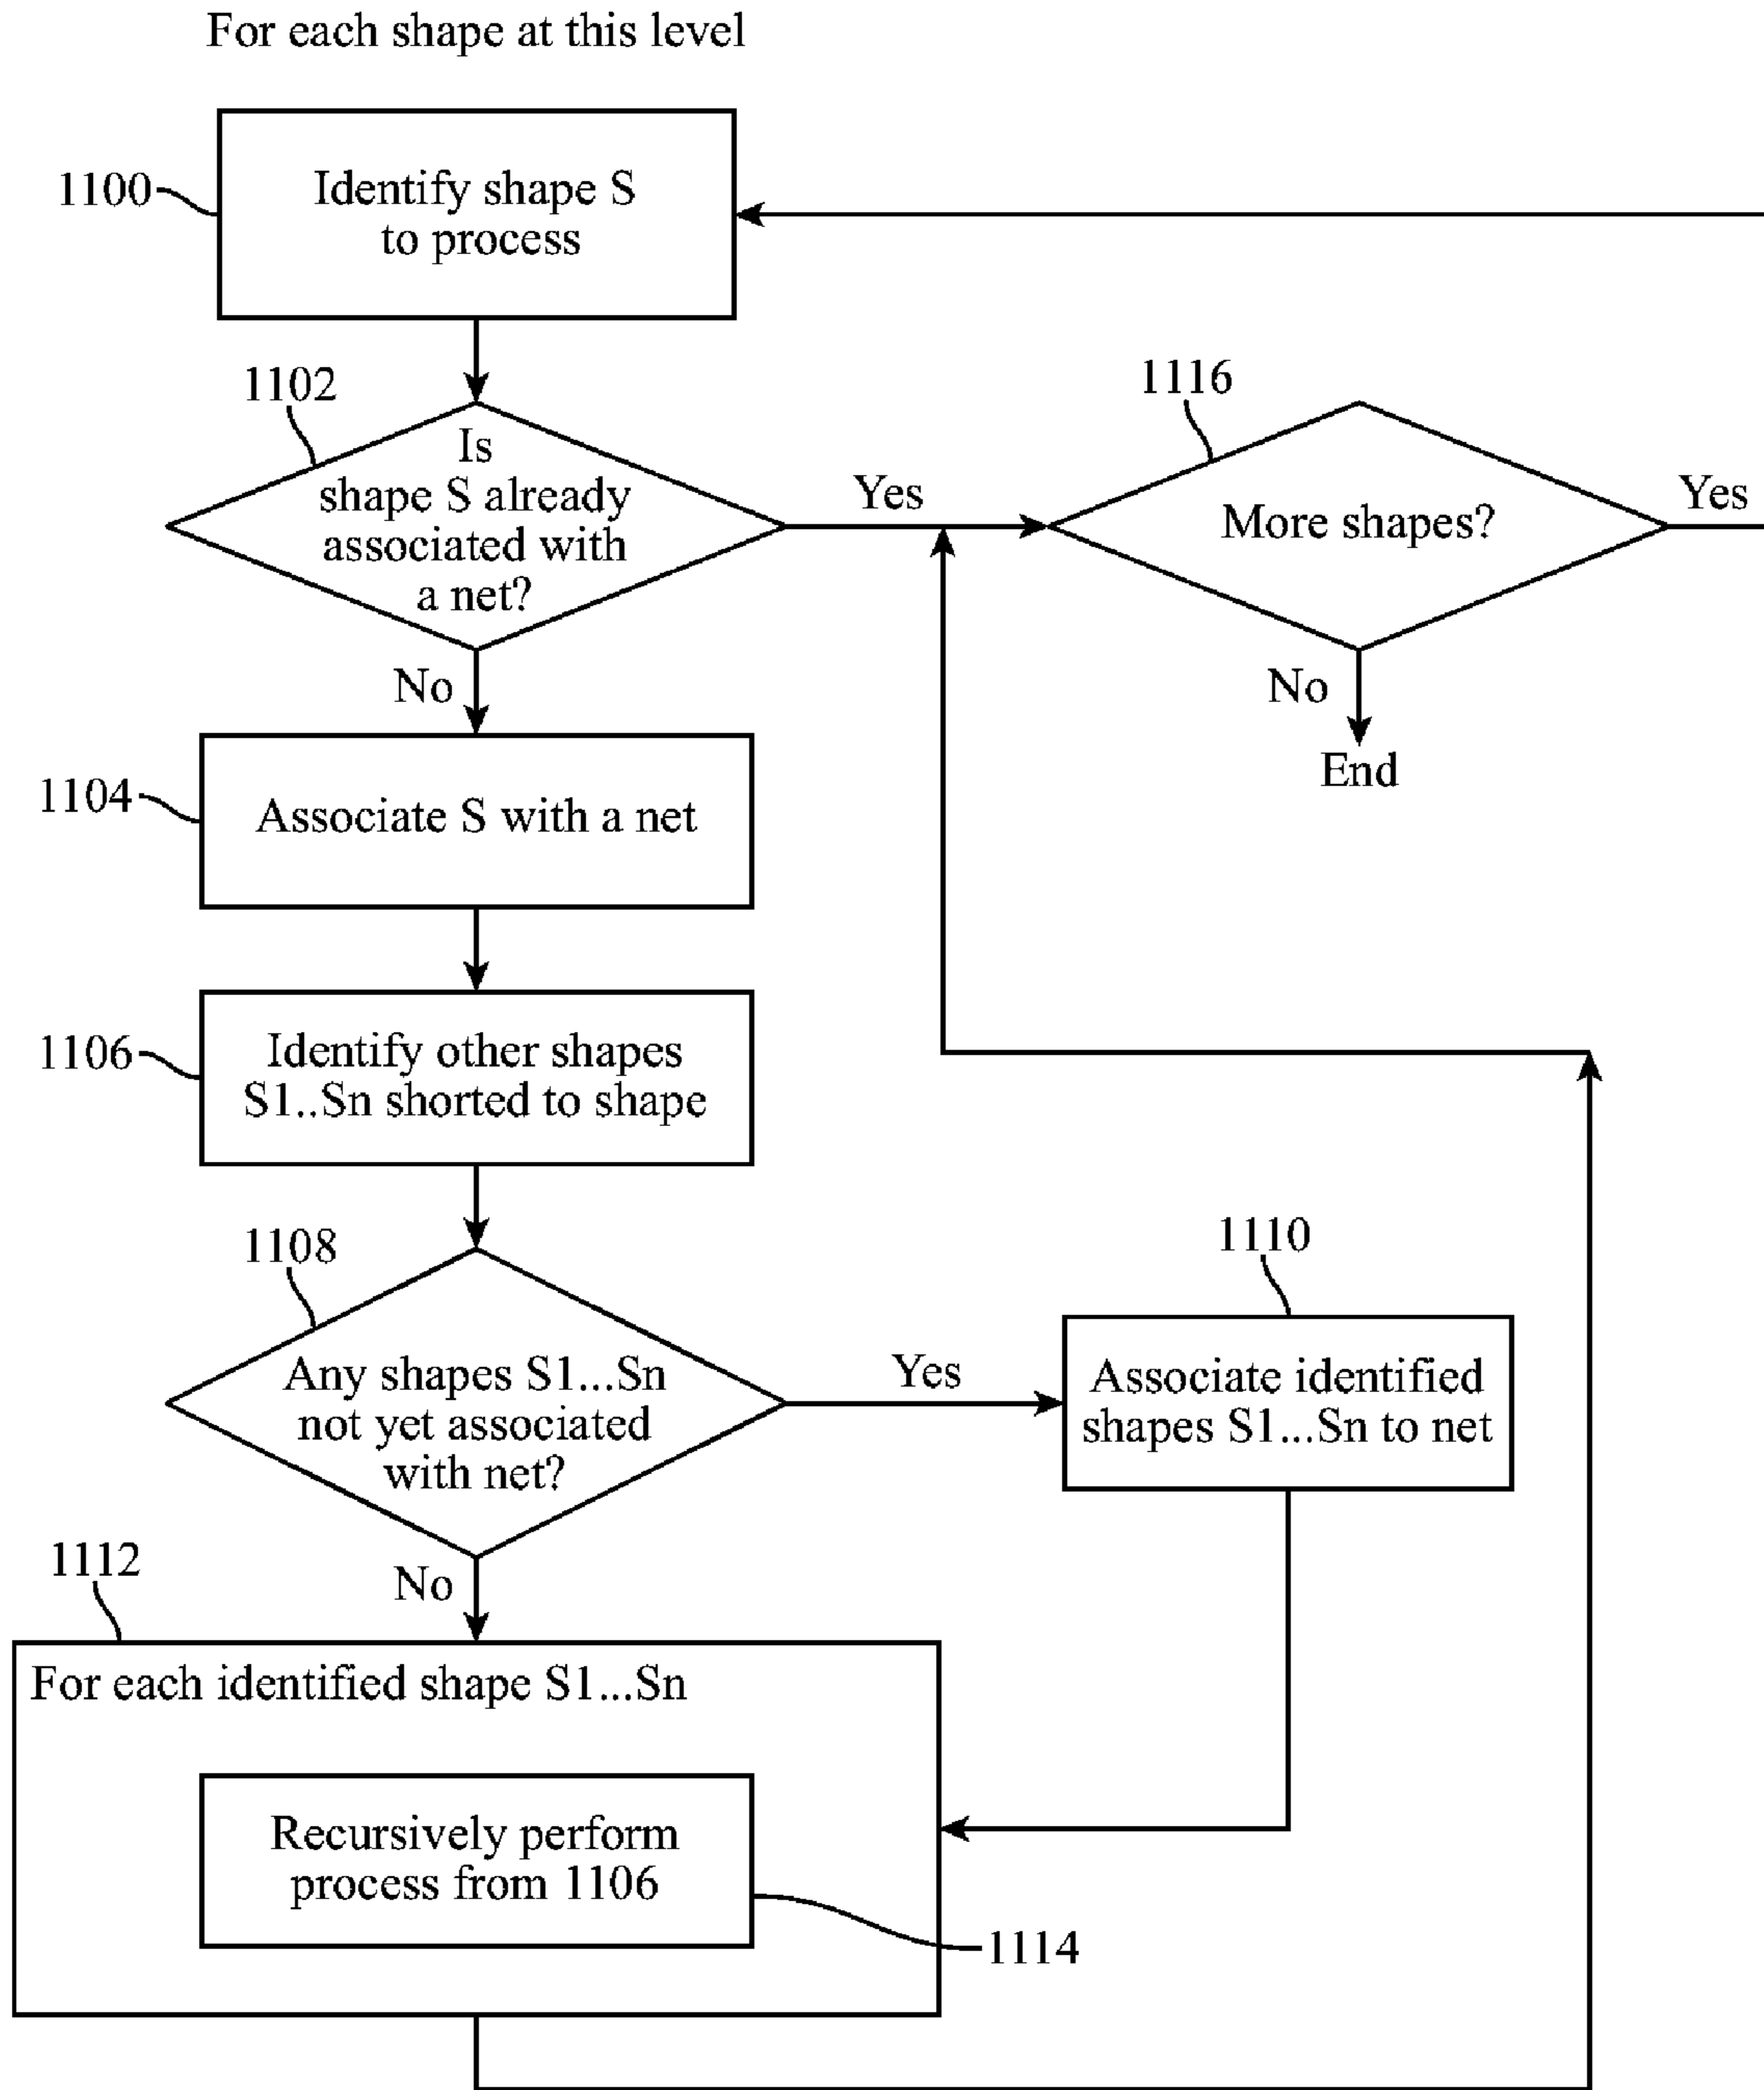 For each shape at this level
1100
Identify shape S
to process
1102
Is
shape S already
associated with
a net?
Yes
1116
More shapes?
Yes
No
No
End
1104
Associate S with a net
1106
Identify other shapes
S1..Sn shorted to shape
1108
Any shapes S1...Sn
not yet associated
with net?
Yes
1110
Associate identified
shapes S1...Sn to net
No
1112
For each identified shape S1...Sn
Recursively perform
process from 1106
1114